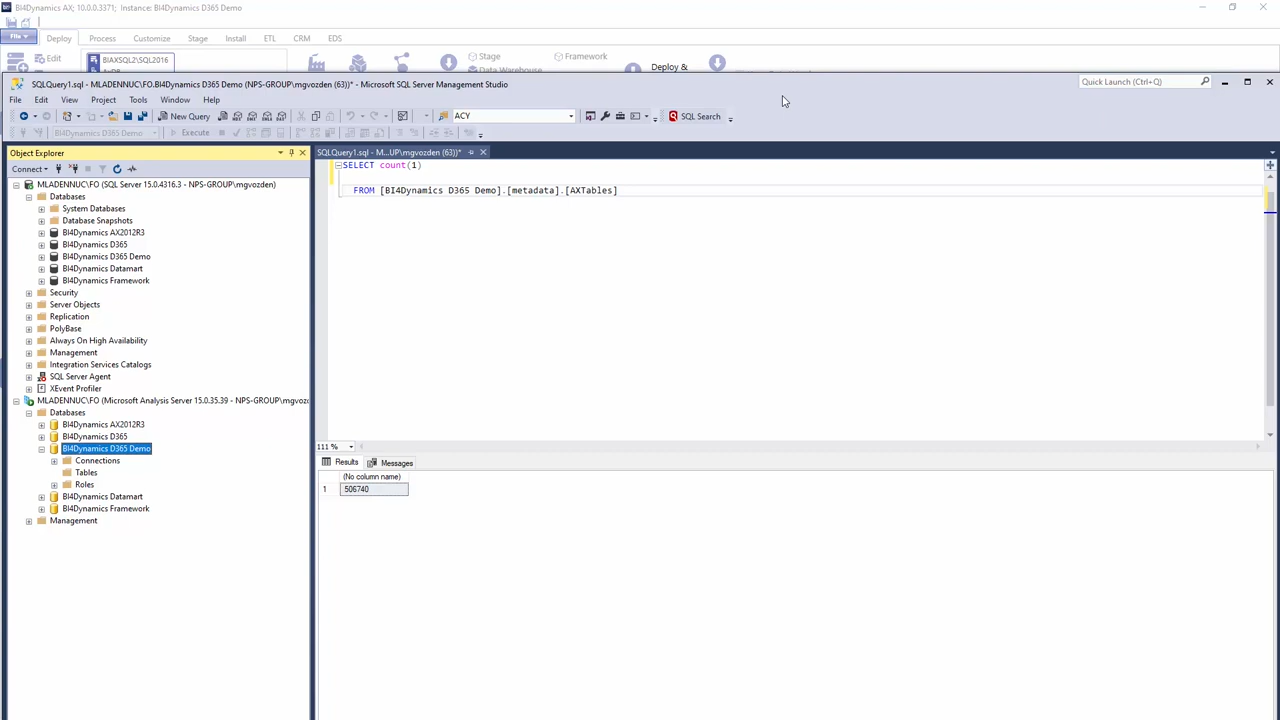 BI4Dynamics AX; 10.0.0.3371; Instance: BI4Dynamics D365 Demo
File Deploy Process Customize Stage Install ETL CRM EDS
Edit BIAXSQL2\SQL2016 Stage Framework Deploy &
SQLQuery1.sql - MLADENNUC\FO.BI4Dynamics D365 Demo (NPS-GROUP\mgvozden (63))* - Microsoft SQL Server Management Studio
Quick Launch (Ctrl+Q)
File Edit View Project Tools Window Help
New Query ACY SQL Search
BI4Dynamics D365 Demo Execute
Object Explorer
Connect
MLADENNUC\FO (SQL Server 15.0.4316.3 - NPS-GROUP\mgvozden)
Databases
System Databases
Database Snapshots
BI4Dynamics AX2012R3
BI4Dynamics D365
BI4Dynamics D365 Demo
BI4Dynamics Datamart
BI4Dynamics Framework
Security
Server Objects
Replication
PolyBase
Always On High Availability
Management
Integration Services Catalogs
SQL Server Agent
XEvent Profiler
MLADENNUC\FO (Microsoft Analysis Server 15.0.35.39 - NPS-GROUP\mgvoz
Databases
BI4Dynamics AX2012R3
BI4Dynamics D365
BI4Dynamics D365 Demo
Connections
Tables
Roles
BI4Dynamics Datamart
BI4Dynamics Framework
Management
SQLQuery1.sql - M...UP\mgvozden (63))*
SELECT count(1)
FROM [BI4Dynamics D365 Demo].[metadata].[AXTables]
111 %
Results Messages
(No column name)
1 506740